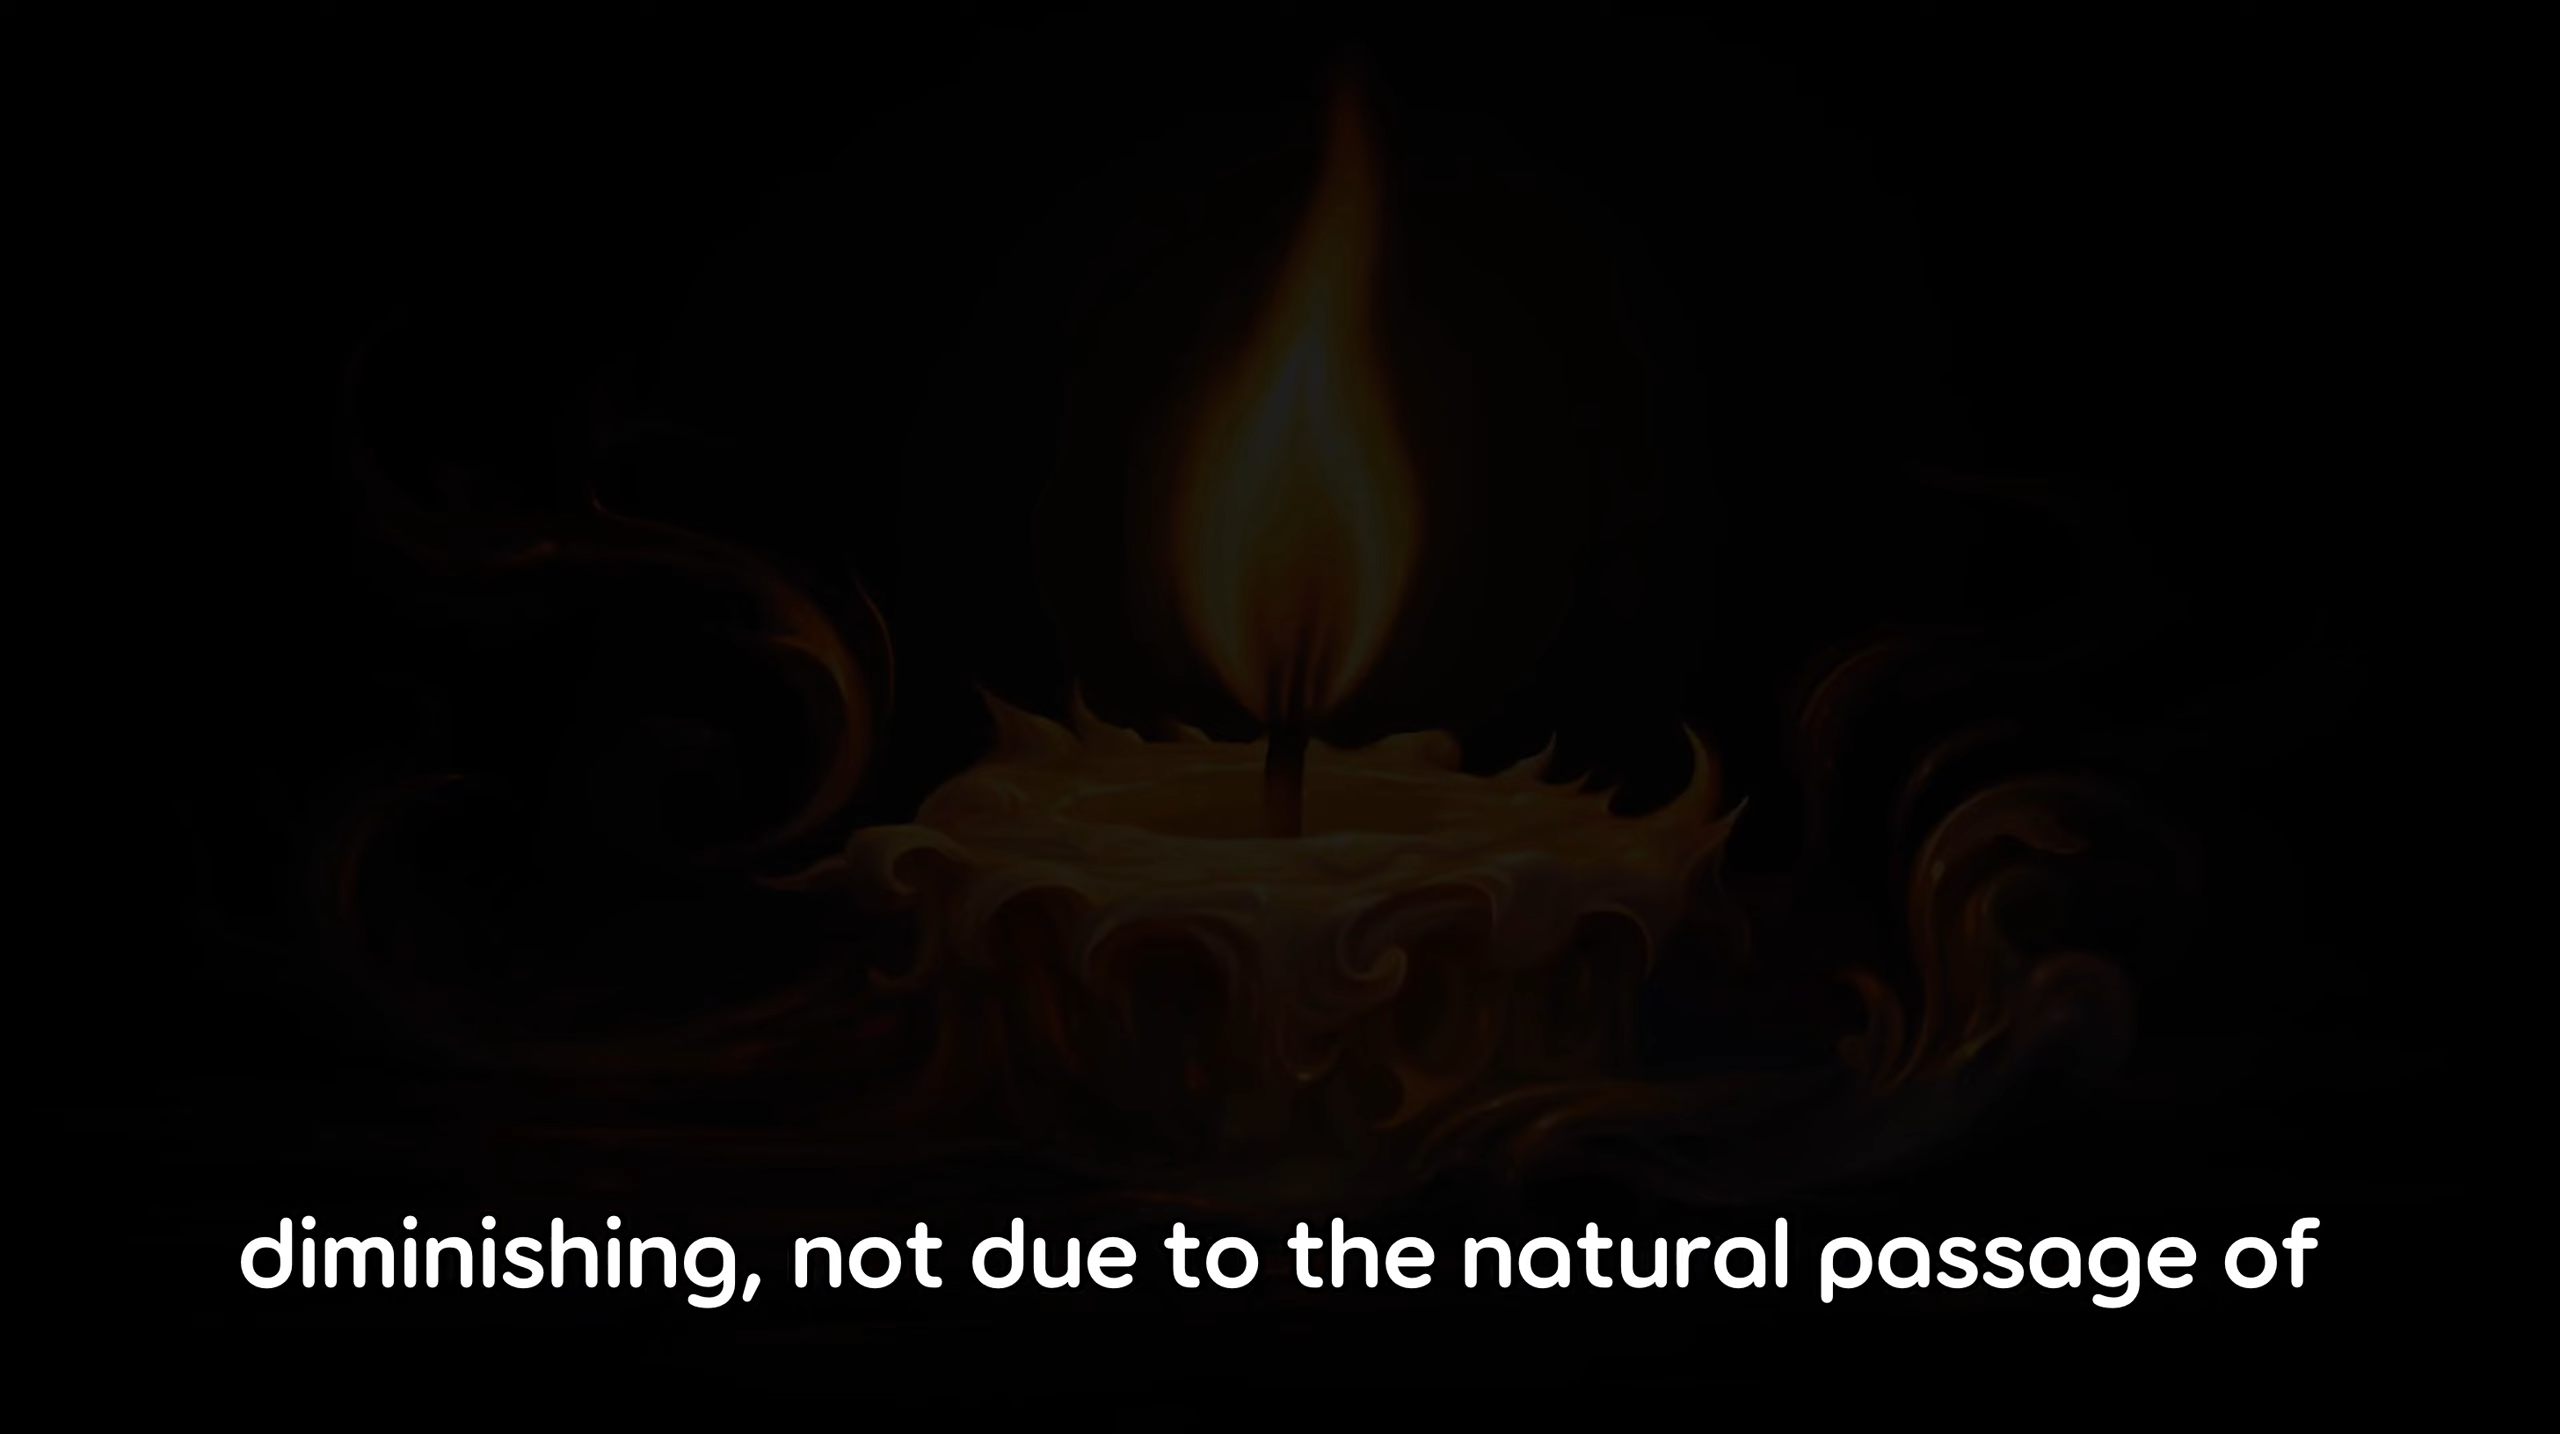 diminishing, not due to the natural passage of